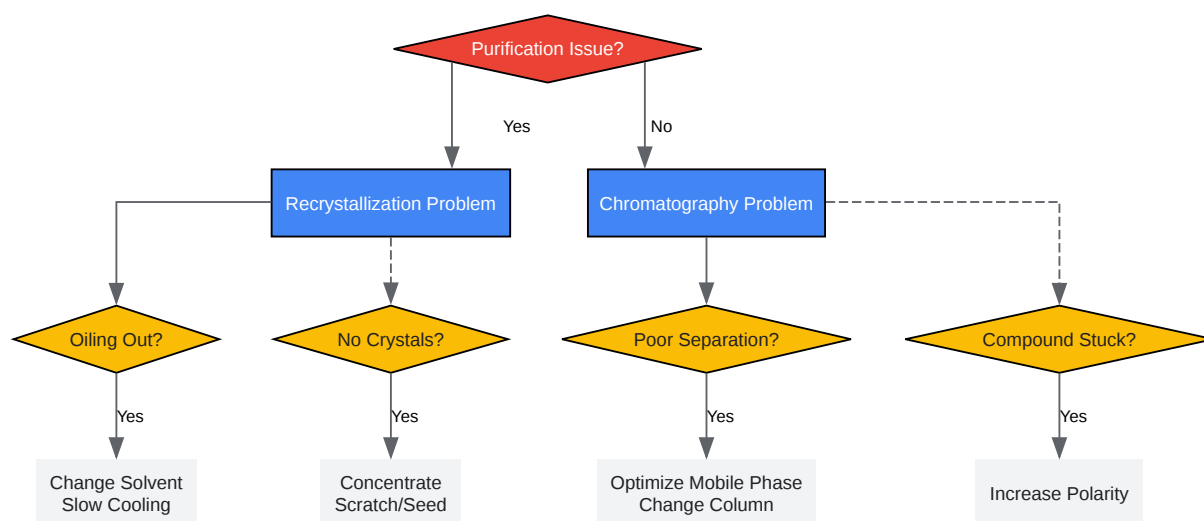 Purification Issue?
Yes
No
Recrystallization Problem
Chromatography Problem
Oiling Out?
No Crystals?
Poor Separation?
Compound Stuck?
Yes
Yes
Yes
Yes
Change Solvent
Slow Cooling
Concentrate
Scratch/Seed
Optimize Mobile Phase
Change Column
Increase Polarity